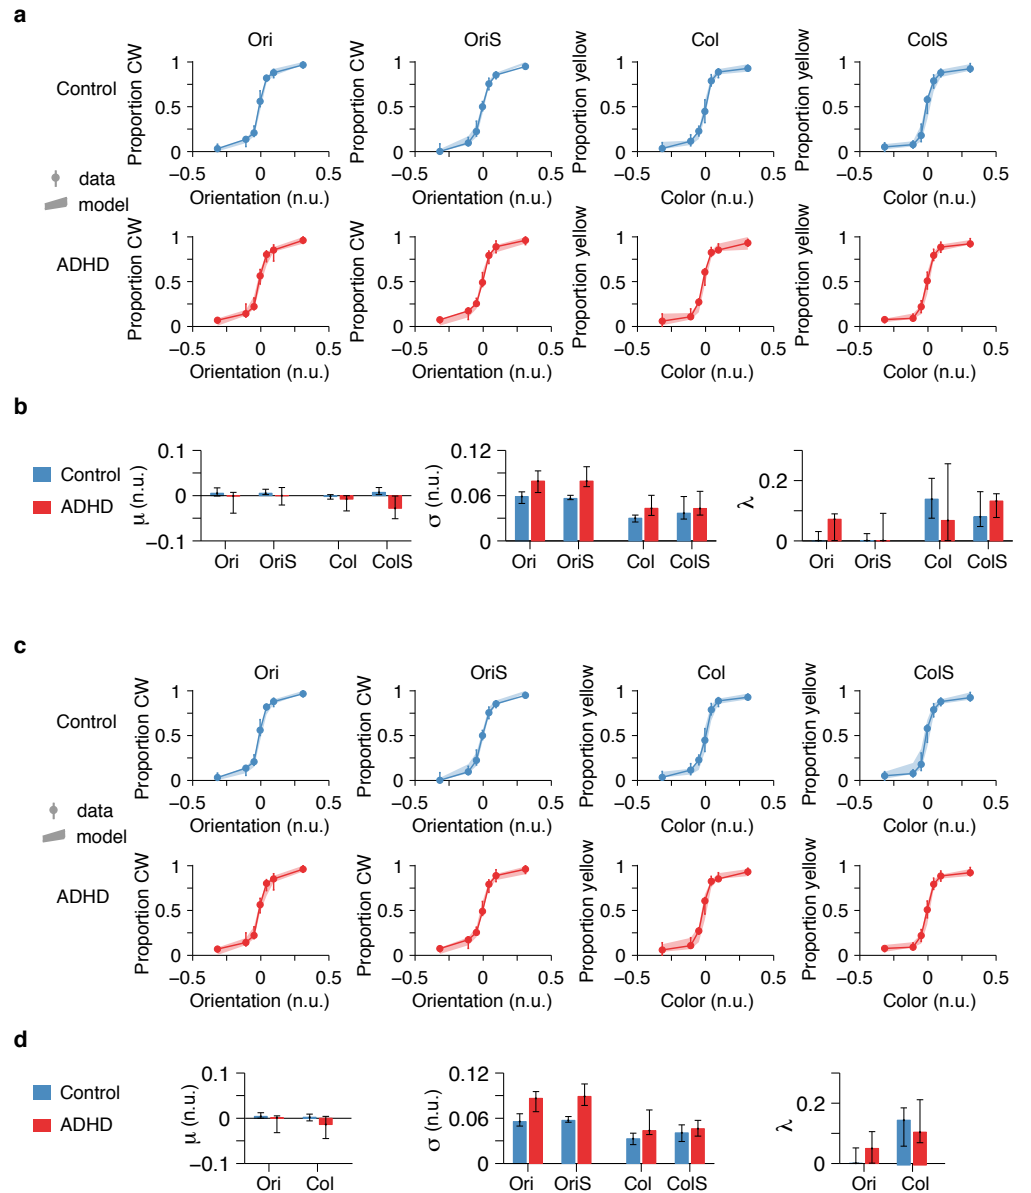 a
Ori OriS Col ColS
Control
Proportion CW Proportion CW Proportion yellow Proportion yellow
1 1 1 1
0.5 0.5 0.5 0.5
0 0 0 0
−0.5 0 0.5 −0.5 0 0.5 −0.5 0 0.5 −0.5 0 0.5
Orientation (n.u.) Orientation (n.u.) Color (n.u.) Color (n.u.)
data
model
ADHD
Proportion CW Proportion CW Proportion yellow Proportion yellow
1 1 1 1
0.5 0.5 0.5 0.5
0 0 0 0
−0.5 0 0.5 −0.5 0 0.5 −0.5 0 0.5 −0.5 0 0.5
Orientation (n.u.) Orientation (n.u.) Color (n.u.) Color (n.u.)
b
Control
ADHD
μ (n.u.)
0.1
0
−0.1
Ori OriS Col ColS
σ (n.u.)
0.12
0.06
0
Ori OriS Col ColS
λ
0.2
0
Ori OriS Col ColS
c
Ori OriS Col ColS
Control
Proportion CW Proportion CW Proportion yellow Proportion yellow
1 1 1 1
0.5 0.5 0.5 0.5
0 0 0 0
−0.5 0 0.5 −0.5 0 0.5 −0.5 0 0.5 −0.5 0 0.5
Orientation (n.u.) Orientation (n.u.) Color (n.u.) Color (n.u.)
data
model
ADHD
Proportion CW Proportion CW Proportion yellow Proportion yellow
1 1 1 1
0.5 0.5 0.5 0.5
0 0 0 0
−0.5 0 0.5 −0.5 0 0.5 −0.5 0 0.5 −0.5 0 0.5
Orientation (n.u.) Orientation (n.u.) Color (n.u.) Color (n.u.)
d
Control
ADHD
μ (n.u.)
0.1
0
−0.1
Ori Col
σ (n.u.)
0.12
0.06
0
Ori OriS Col ColS
λ
0.2
0
Ori Col